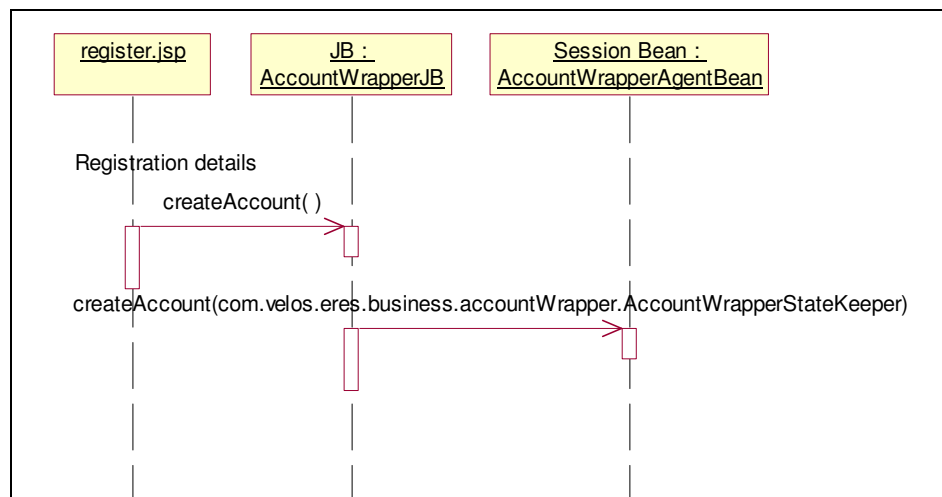 register.jsp
JB :
AccountWrapperJB
Session Bean :
AccountWrapperAgentBean
Registration details
createAccount( )
createAccount(com.velos.eres.business.accountWrapper.AccountWrapperStateKeeper)